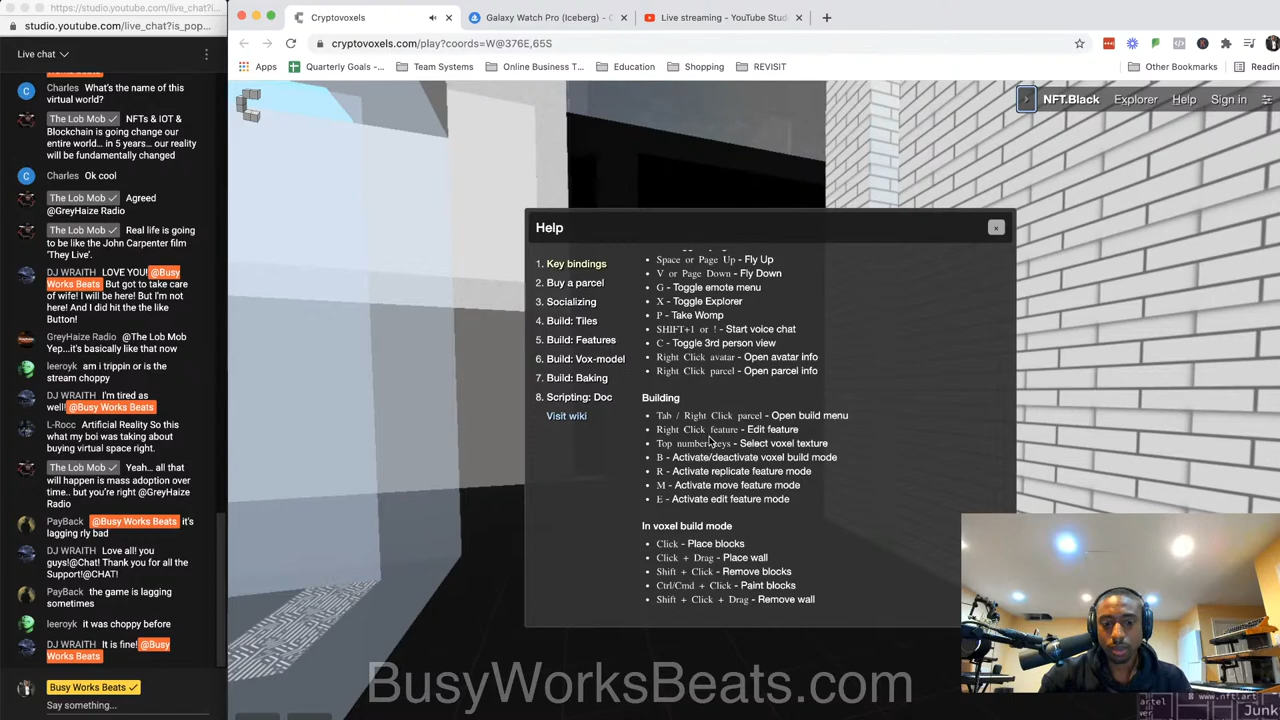 studio.youtube.com/live_chat?i
studio.youtube.com/live_chat?is_pop...
Live chat
Works Beats
Charles What's the name of this
virtual world?
The Lob Mob NFTs & IOT &
Blockchain is going change our
entire world... in 5 years... our reality
will be fundamentally changed
Charles Ok cool
The Lob Mob Agreed
@GreyHaize Radio
The Lob Mob Real life is going
to be like the John Carpenter film
'They Live'.
DJ WRAITH LOVE YOU! @Busy
Works Beats But got to take care
of wife! I will be here! But I'm not
here! And I did hit the the like
Button!
GreyHaize Radio @The Lob Mob
Yep...it's basically like that now
leeroyk am i trippin or is the
stream choppy
DJ WRAITH I'm tired as
well! @Busy Works Beats
L-Rocc Artificial Reality So this
what my boi was taking about
buying virtual space right.
The Lob Mob Yeah... all that
will happen is mass adoption over
time.. but you're right @GreyHaize
Radio
PayBack @Busy Works Beats it's
lagging rly bad
DJ WRAITH Love all! you
guys!@Chat! Thank you for all the
Support!@CHAT!
PayBack the game is lagging
sometimes
leeroyk it was choppy before
DJ WRAITH It is fine! @Busy
Works Beats
Busy Works Beats
Say something...
Cryptovoxels
Galaxy Watch Pro (Iceberg) - C
Live streaming - YouTube Stud
cryptovoxels.com/play?coords=W@376E,65S
Apps
Quarterly Goals -...
Team Systems
Online Business T...
Education
Shopping
REVISIT
Other Bookmarks
Readin
NFT.Black
Explorer
Help
Sign in
Help
×
1. Key bindings
2. Buy a parcel
3. Socializing
4. Build: Tiles
5. Build: Features
6. Build: Vox-model
7. Build: Baking
8. Scripting: Doc
Visit wiki
Space or Page Up - Fly Up
V or Page Down - Fly Down
G - Toggle emote menu
X - Toggle Explorer
P - Take Womp
SHIFT+1 or ! - Start voice chat
C - Toggle 3rd person view
Right Click avatar - Open avatar info
Right Click parcel - Open parcel info
Building
Tab / Right Click parcel - Open build menu
Right Click feature - Edit feature
Top number keys - Select voxel texture
B - Activate/deactivate voxel build mode
R - Activate replicate feature mode
M - Activate move feature mode
E - Activate edit feature mode
In voxel build mode
Click - Place blocks
Click + Drag - Place wall
Shift + Click - Remove blocks
Ctrl/Cmd + Click - Paint blocks
Shift + Click + Drag - Remove wall
BusyWorksBeats.com
www.nft.art
Junk